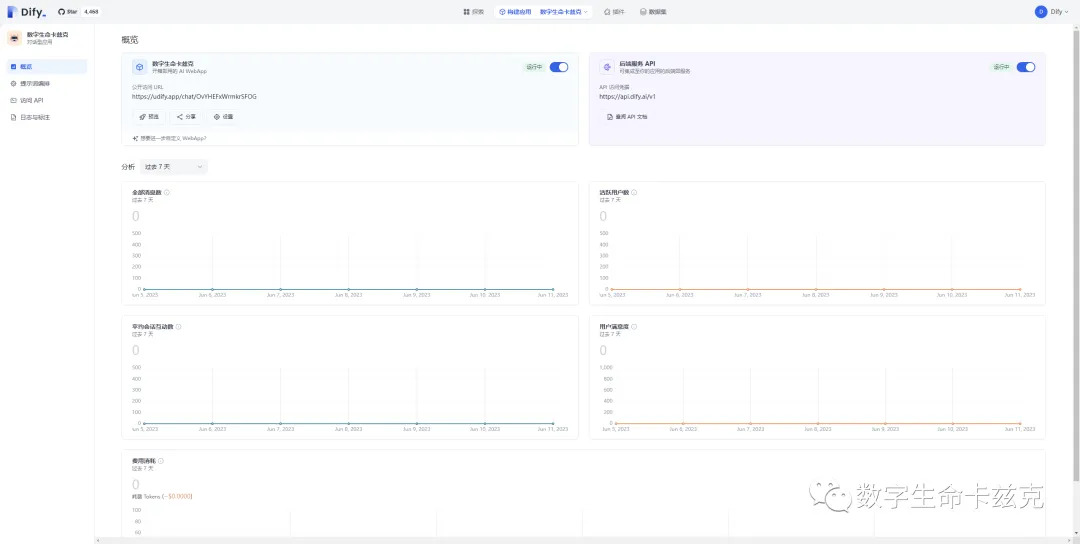 Dify_
Star 4,468
探索
构建应用
数字生命卡兹克
插件
数据集
D Dify
数字生命卡兹克
对话型应用
概览
提示词编排
访问 API
日志与标注
概览
数字生命卡兹克
开箱即用的 AI WebApp
运行中
公开访问 URL
https://udify.app/chat/OvYHEFxWrmkrSFOG
预览
分享
设置
想要进一步自定义 WebApp?
后端服务 API
可集成至你的应用的后端即服务
运行中
API 访问凭据
https://api.dify.ai/v1
查阅 API 文档
分析
过去 7 天
全部消息数
过去 7 天
0
500
400
300
200
100
0
Jun 5, 2023
Jun 6, 2023
Jun 7, 2023
Jun 8, 2023
Jun 9, 2023
Jun 10, 2023
Jun 11, 2023
活跃用户数
过去 7 天
0
500
400
300
200
100
0
Jun 5, 2023
Jun 6, 2023
Jun 7, 2023
Jun 8, 2023
Jun 9, 2023
Jun 10, 2023
Jun 11, 2023
平均会话互动数
过去 7 天
0
500
400
300
200
100
0
Jun 5, 2023
Jun 6, 2023
Jun 7, 2023
Jun 8, 2023
Jun 9, 2023
Jun 10, 2023
Jun 11, 2023
用户满意度
过去 7 天
0
1,000
800
600
400
200
0
Jun 5, 2023
Jun 6, 2023
Jun 7, 2023
Jun 8, 2023
Jun 9, 2023
Jun 10, 2023
Jun 11, 2023
费用消耗
过去 7 天
0
耗费 Tokens (~$0.0000)
100
80
60
数字生命卡兹克